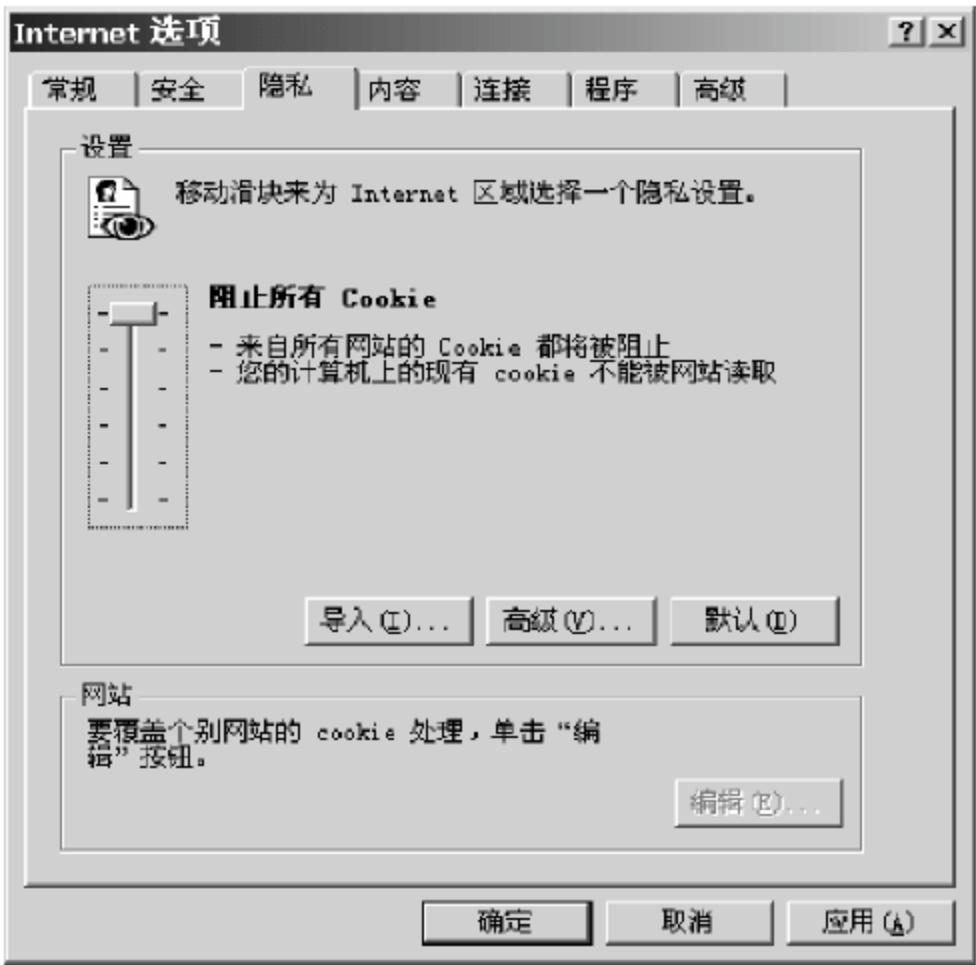 Internet 选项
常规 安全 隐私 内容 连接 程序 高级
设置
移动滑块来为 Internet 区域选择一个隐私设置。
阻止所有 Cookie
- 来自所有网站的 Cookie 都将被阻止
- 您的计算机上的现有 cookie 不能被网站读取
导入(I)... 高级(V)... 默认(D)
网站
要覆盖个别网站的 cookie 处理，单击“编
辑”按钮。
编辑(E)...
确定 取消 应用(A)